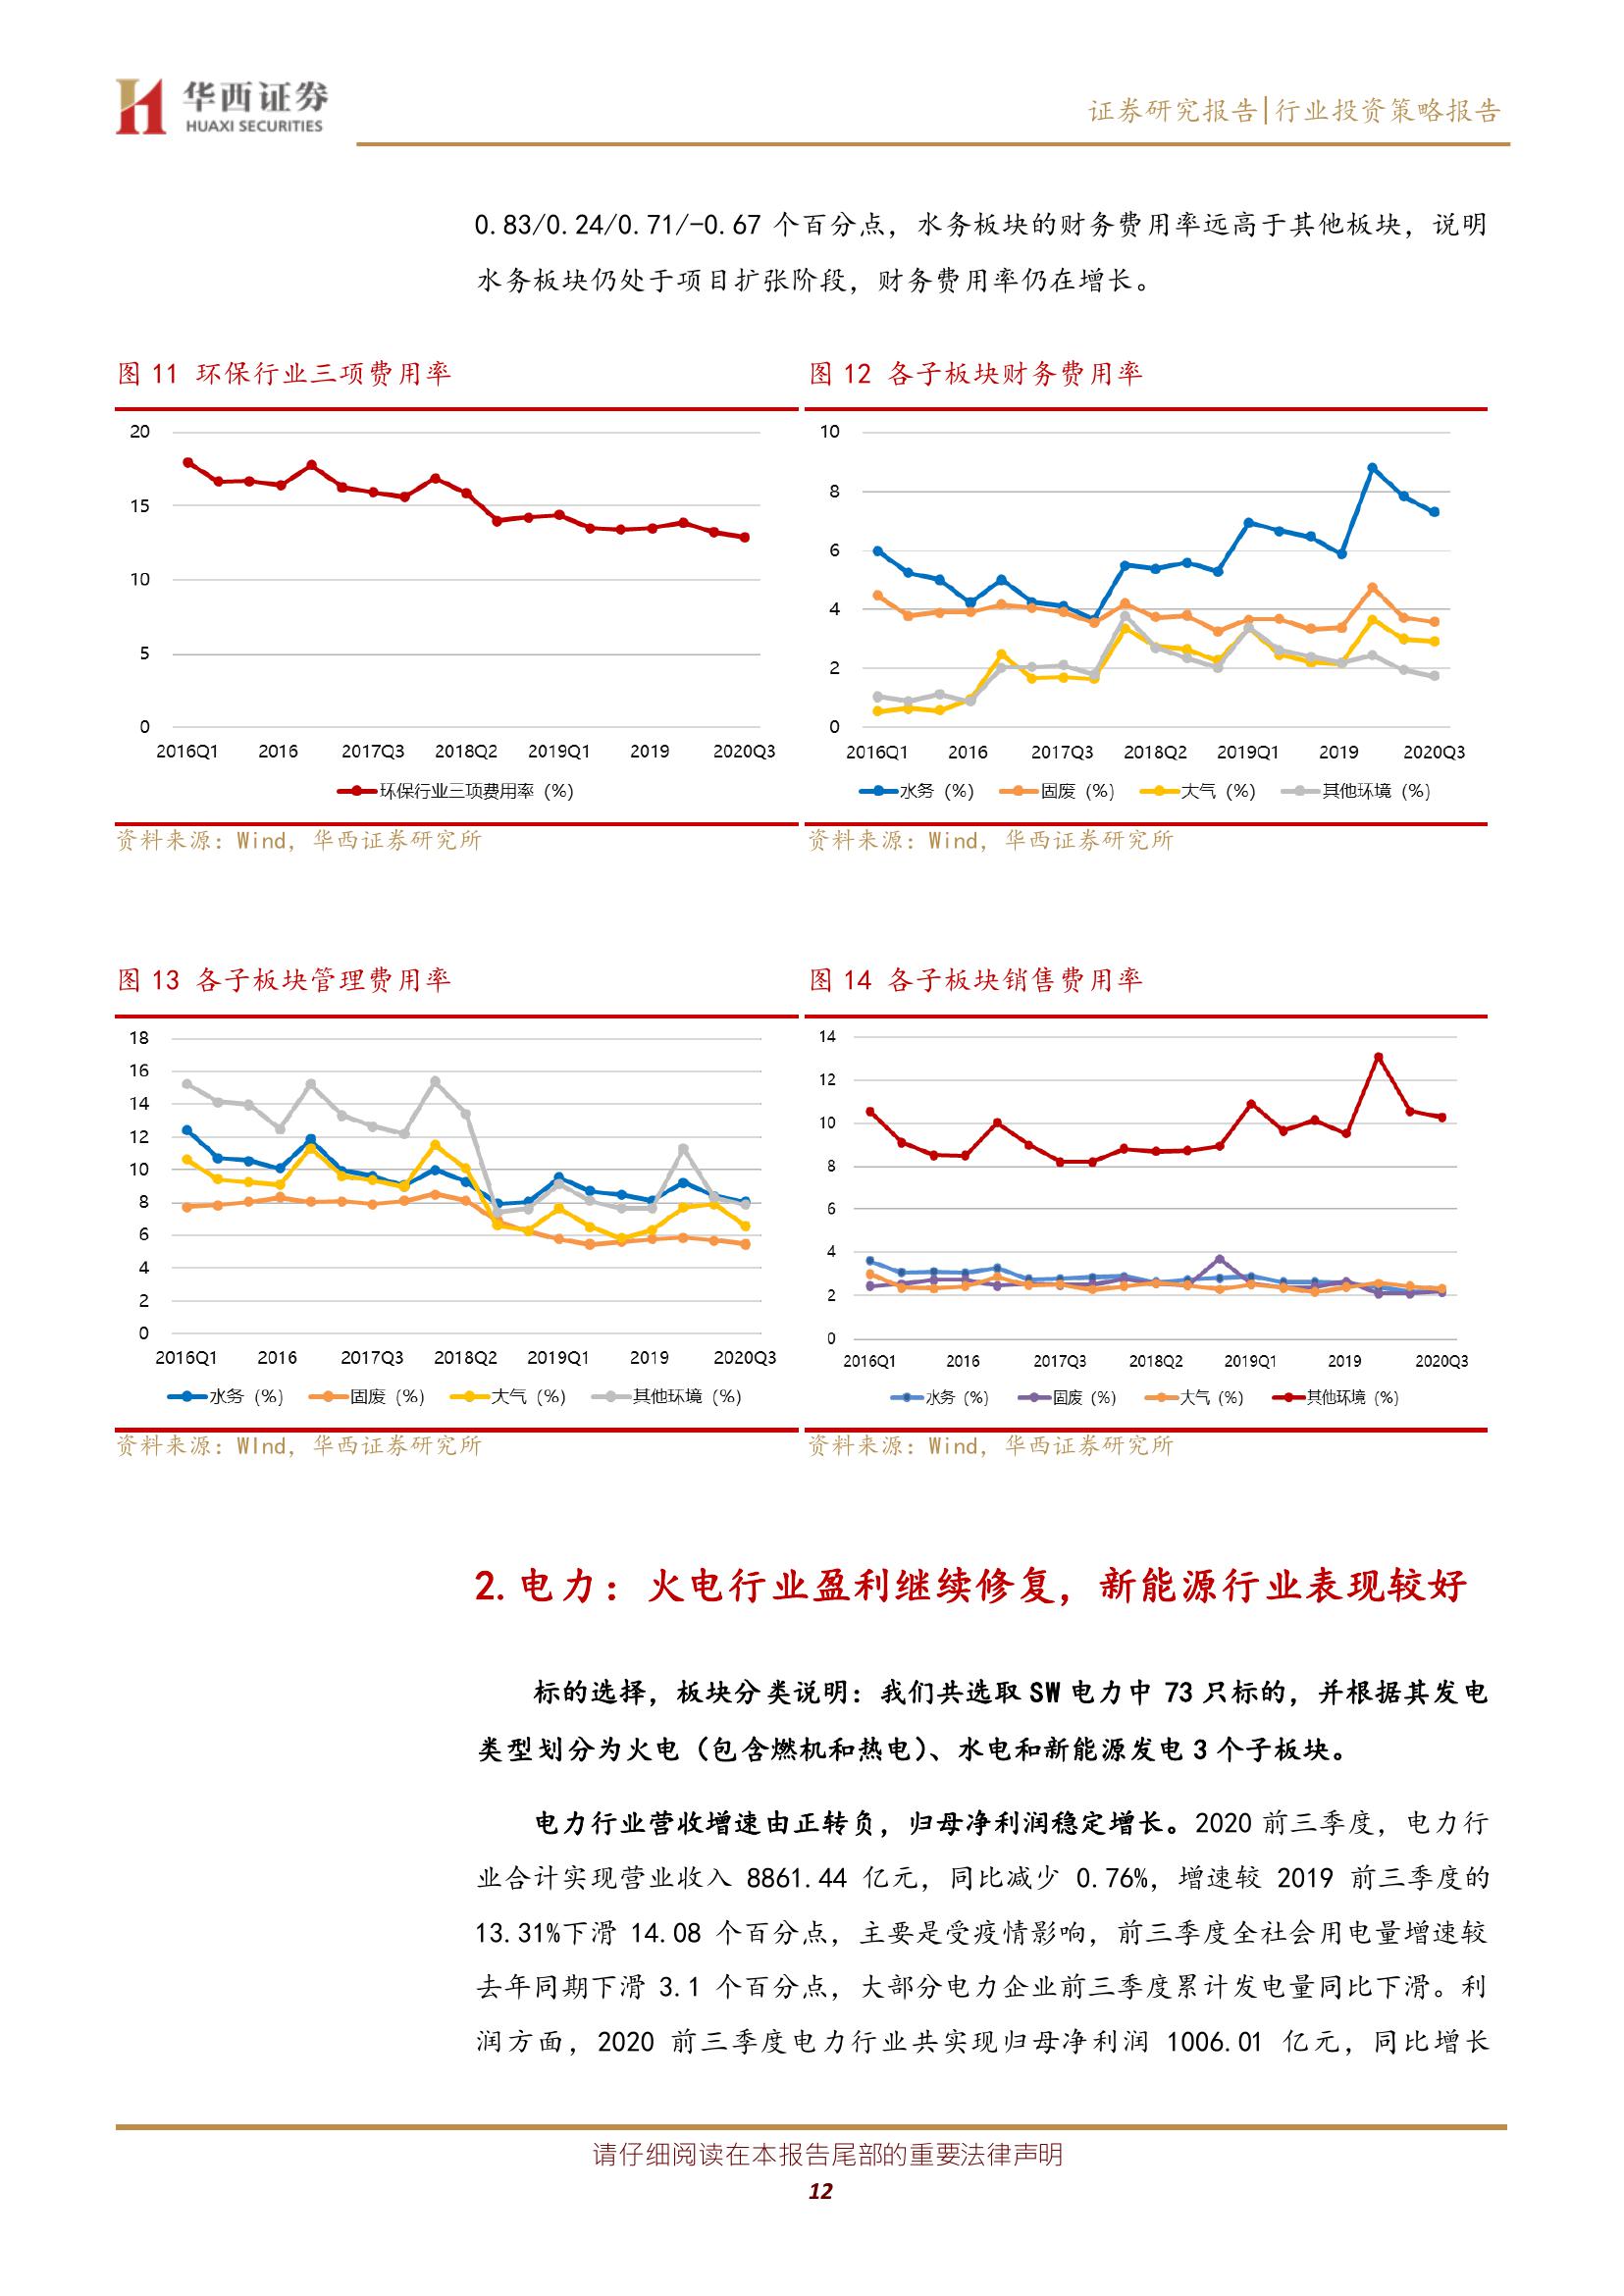 华西证券
HUAXI SECURITIES
证券研究报告|行业投资策略报告
0.83/0.24/0.71/-0.67 个百分点，水务板块的财务费用率远高于其他板块，说明
水务板块仍处于项目扩张阶段，财务费用率仍在增长。
图 11 环保行业三项费用率
20
15
10
5
0
2016Q1 2016 2017Q3 2018Q2 2019Q1 2019 2020Q3
环保行业三项费用率（%）
资料来源：Wind，华西证券研究所
图 12 各子板块财务费用率
10
8
6
4
2
0
2016Q1 2016 2017Q3 2018Q2 2019Q1 2019 2020Q3
水务（%） 固废（%） 大气（%） 其他环境（%）
资料来源：Wind，华西证券研究所
图 13 各子板块管理费用率
18
16
14
12
10
8
6
4
2
0
2016Q1 2016 2017Q3 2018Q2 2019Q1 2019 2020Q3
水务（%） 固废（%） 大气（%） 其他环境（%）
资料来源：WInd，华西证券研究所
图 14 各子板块销售费用率
14
12
10
8
6
4
2
0
2016Q1 2016 2017Q3 2018Q2 2019Q1 2019 2020Q3
水务（%） 固废（%） 大气（%） 其他环境（%）
资料来源：Wind，华西证券研究所
2. 电力：火电行业盈利继续修复，新能源行业表现较好
标的选择，板块分类说明：我们共选取 SW 电力中 73 只标的，并根据其发电
类型划分为火电（包含燃机和热电）、水电和新能源发电 3 个子板块。
电力行业营收增速由正转负，归母净利润稳定增长。2020 前三季度，电力行
业合计实现营业收入 8861.44 亿元，同比减少 0.76%，增速较 2019 前三季度的
13.31%下滑 14.08 个百分点，主要是受疫情影响，前三季度全社会用电量增速较
去年同期下滑 3.1 个百分点，大部分电力企业前三季度累计发电量同比下滑。利
润方面，2020 前三季度电力行业共实现归母净利润 1006.01 亿元，同比增长
请仔细阅读在本报告尾部的重要法律声明
12